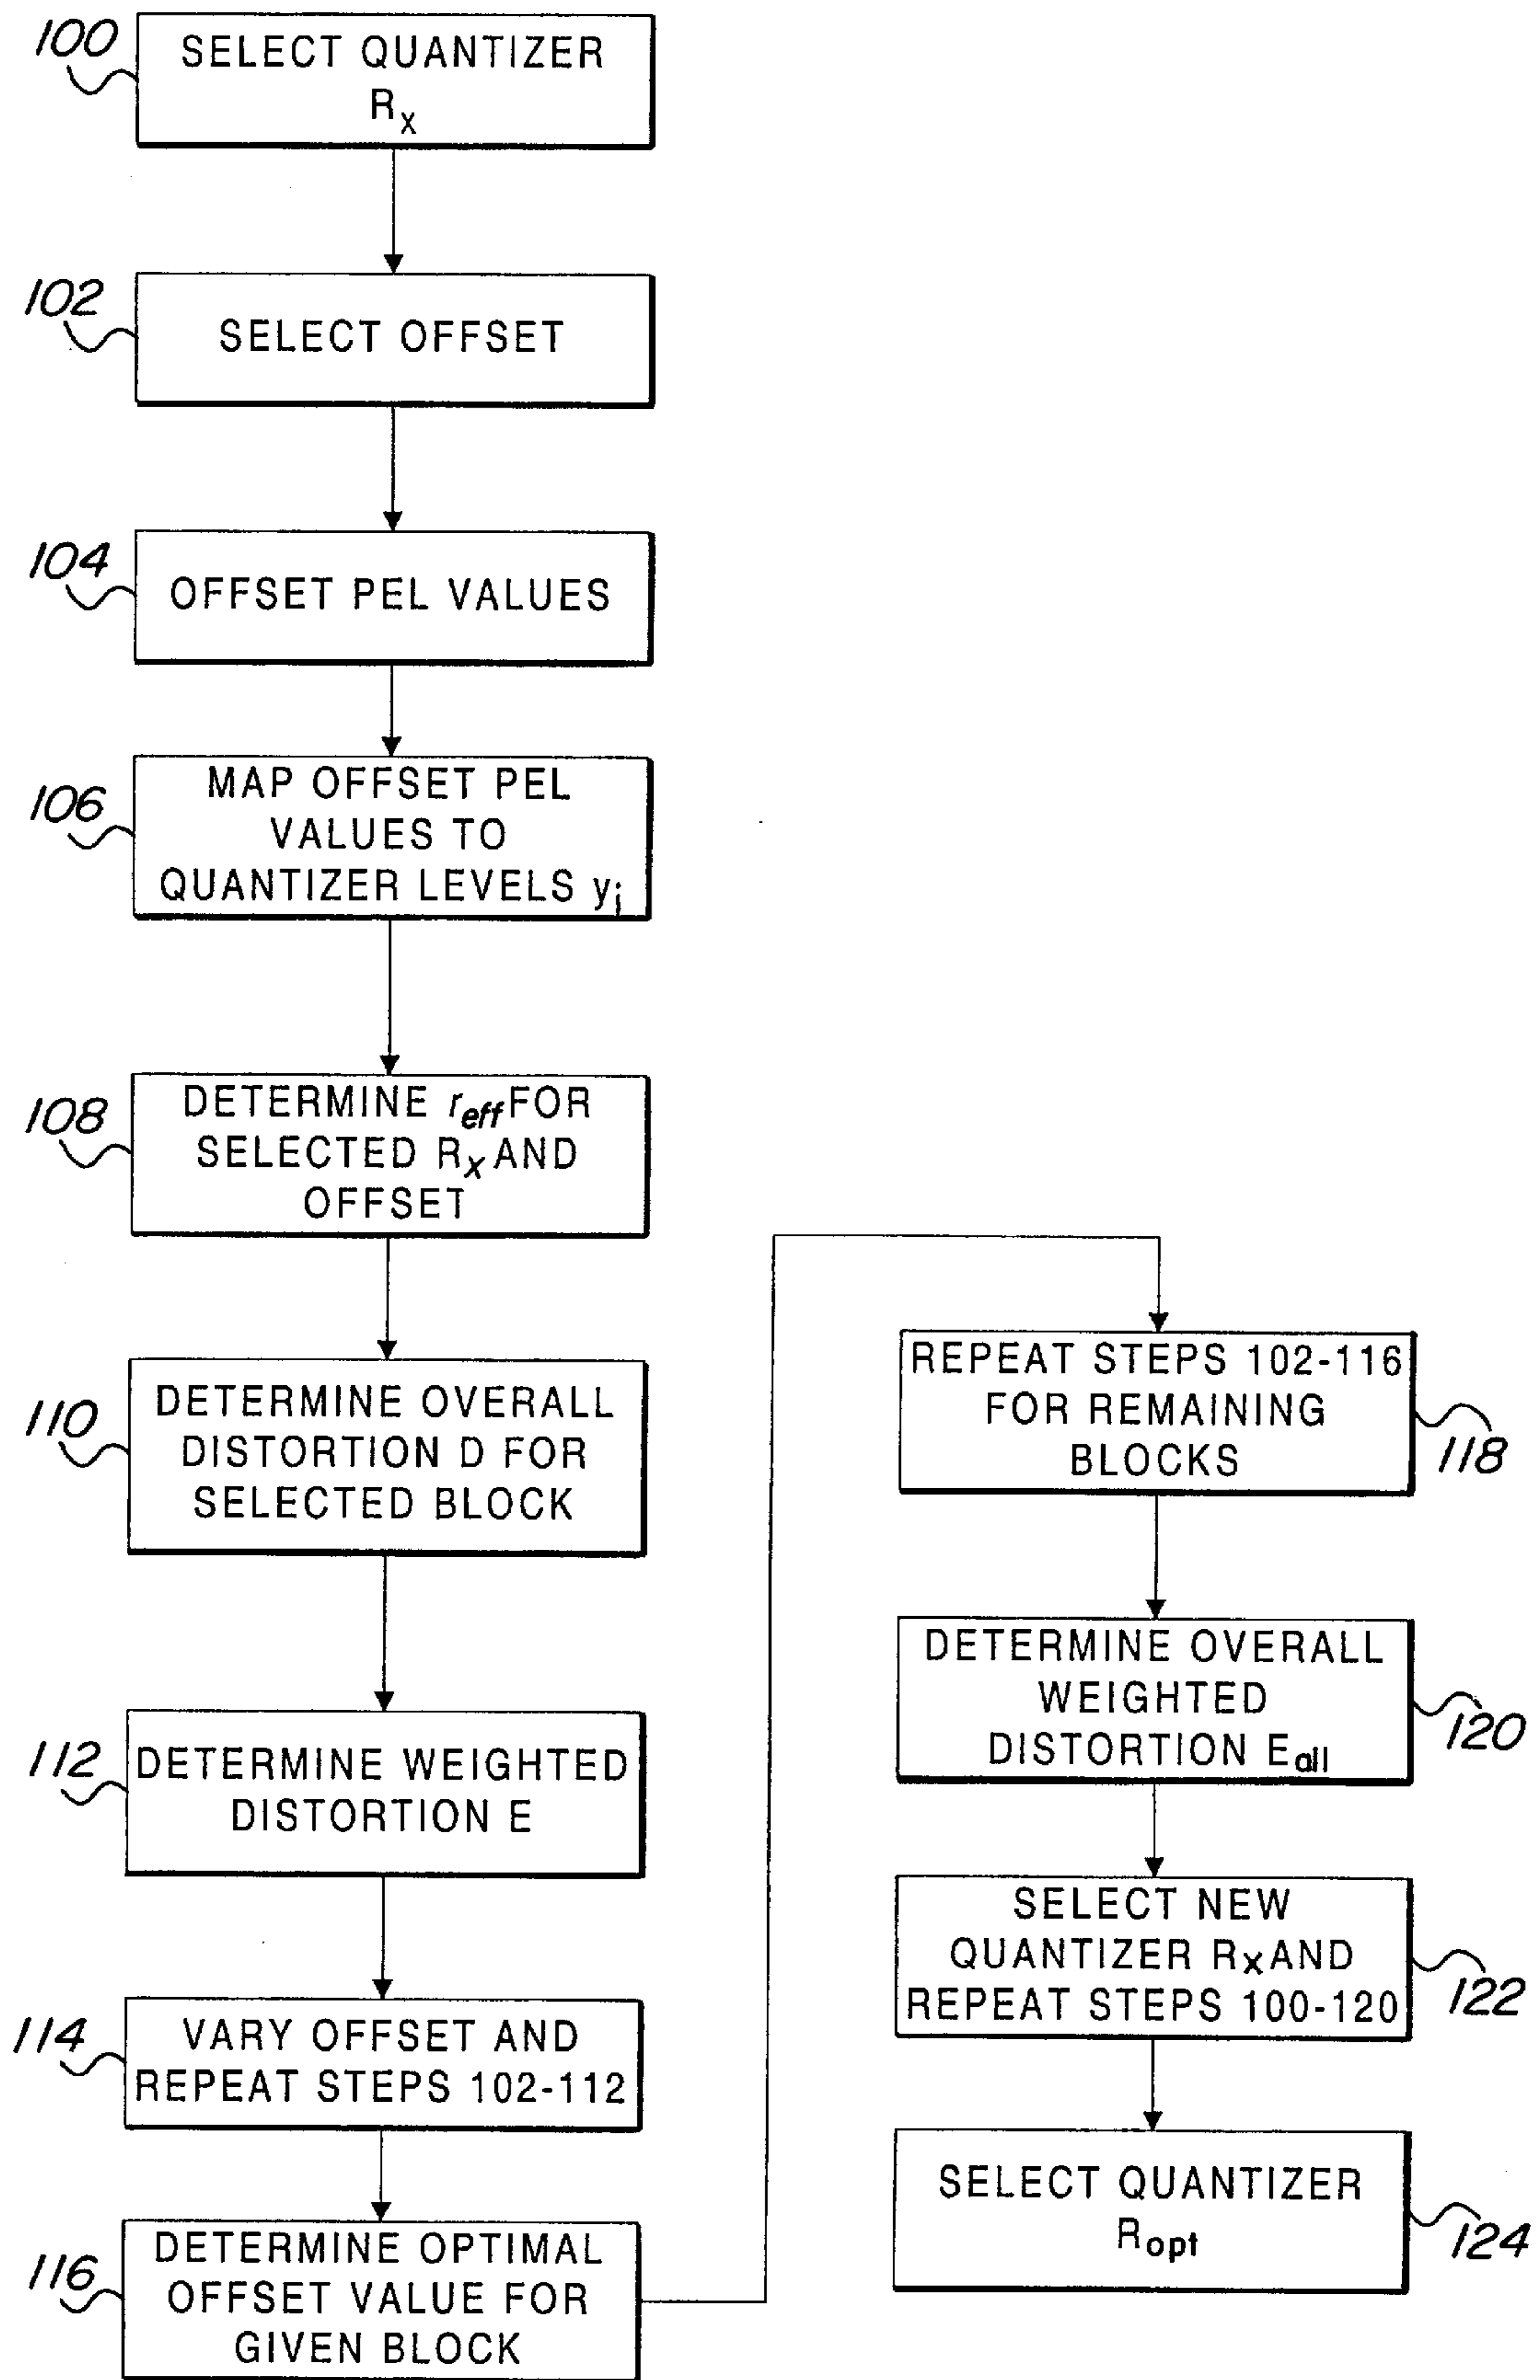 100
SELECT QUANTIZER
Rx
102
SELECT OFFSET
104
OFFSET PEL VALUES
106
MAP OFFSET PEL
VALUES TO
QUANTIZER LEVELS yi
108
DETERMINE reff FOR
SELECTED Rx AND
OFFSET
110
DETERMINE OVERALL
DISTORTION D FOR
SELECTED BLOCK
112
DETERMINE WEIGHTED
DISTORTION E
114
VARY OFFSET AND
REPEAT STEPS 102-112
116
DETERMINE OPTIMAL
OFFSET VALUE FOR
GIVEN BLOCK
REPEAT STEPS 102-116
FOR REMAINING
BLOCKS
118
DETERMINE OVERALL
WEIGHTED
DISTORTION Eall
120
SELECT NEW
QUANTIZER Rx AND
REPEAT STEPS 100-120
122
SELECT QUANTIZER
Ropt
124